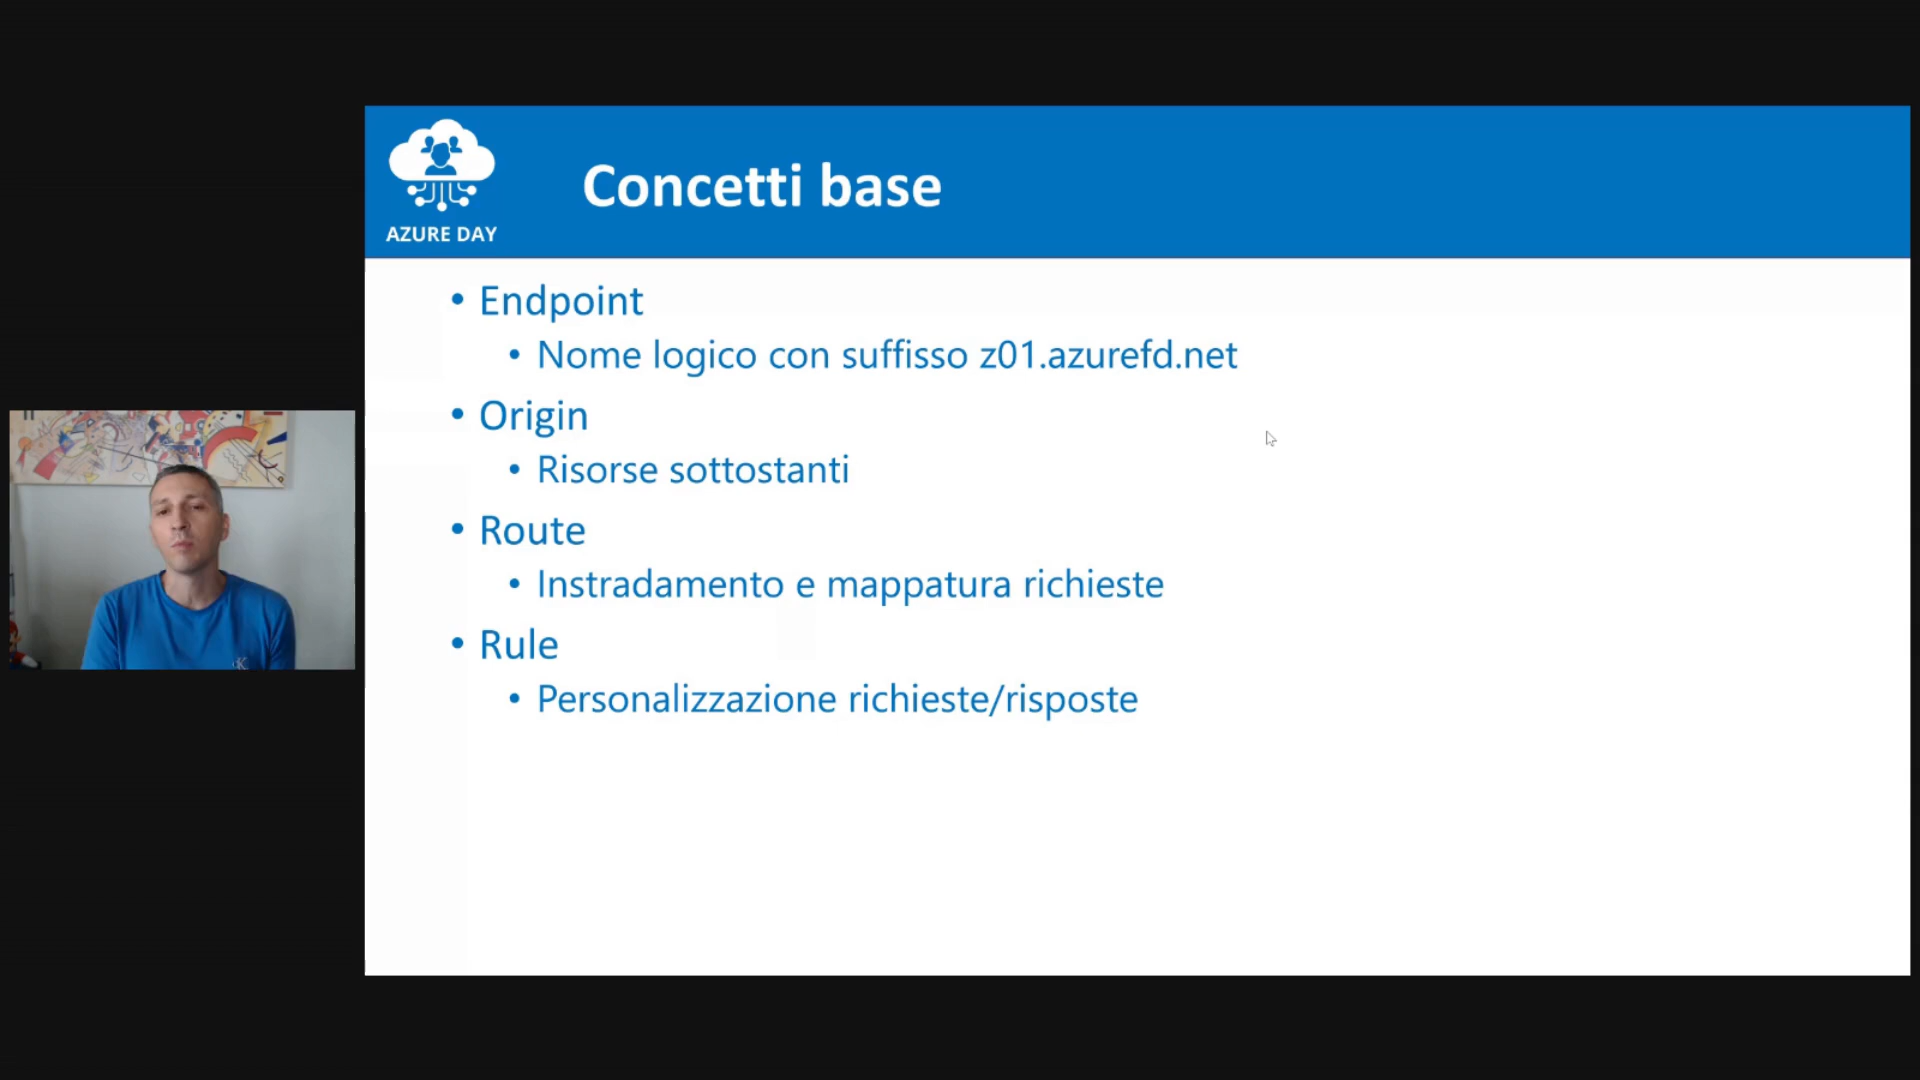 AZURE DAY
Concetti base
• Endpoint
• Nome logico con suffisso z01.azurefd.net
• Origin
• Risorse sottostanti
• Route
• Instradamento e mappatura richieste
• Rule
• Personalizzazione richieste/risposte
CK